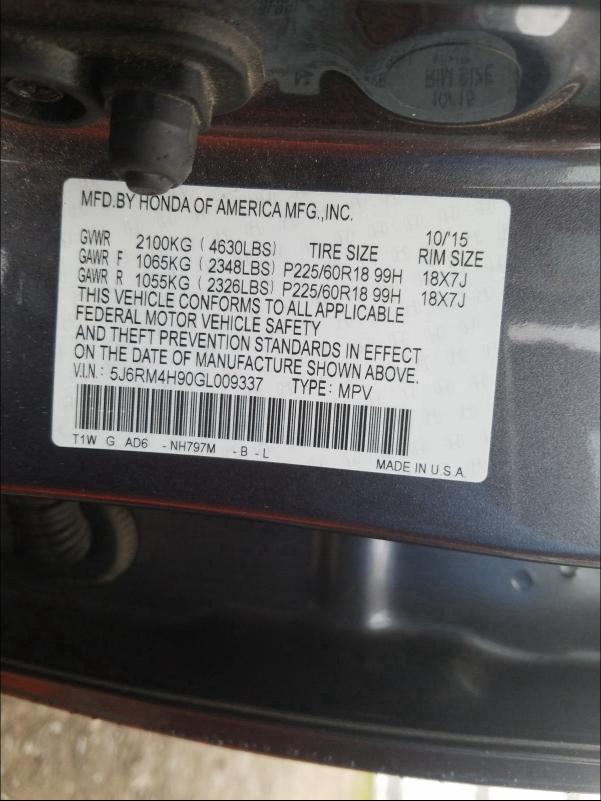 MFD.BY HONDA OF AMERICA MFG.,INC.
10/'15
GVWR 2100KG ( 4630LBS) TIRE SIZE RIM SIZE
GAWR F 1065KG ( 2348LBS) P225/60R18 99H 18X7J
GAWR R 1055KG ( 2326LBS) P225/60R18 99H 18X7J
THIS VEHICLE CONFORMS TO ALL APPLICABLE
FEDERAL MOTOR VEHICLE SAFETY
AND THEFT PREVENTION STANDARDS IN EFFECT
ON THE DATE OF MANUFACTURE SHOWN ABOVE.
V.I.N: 5J6RM4H90GL009337 TYPE: MPV
T1W G AD6 -NH797M -B-L
MADE IN U.S.A.